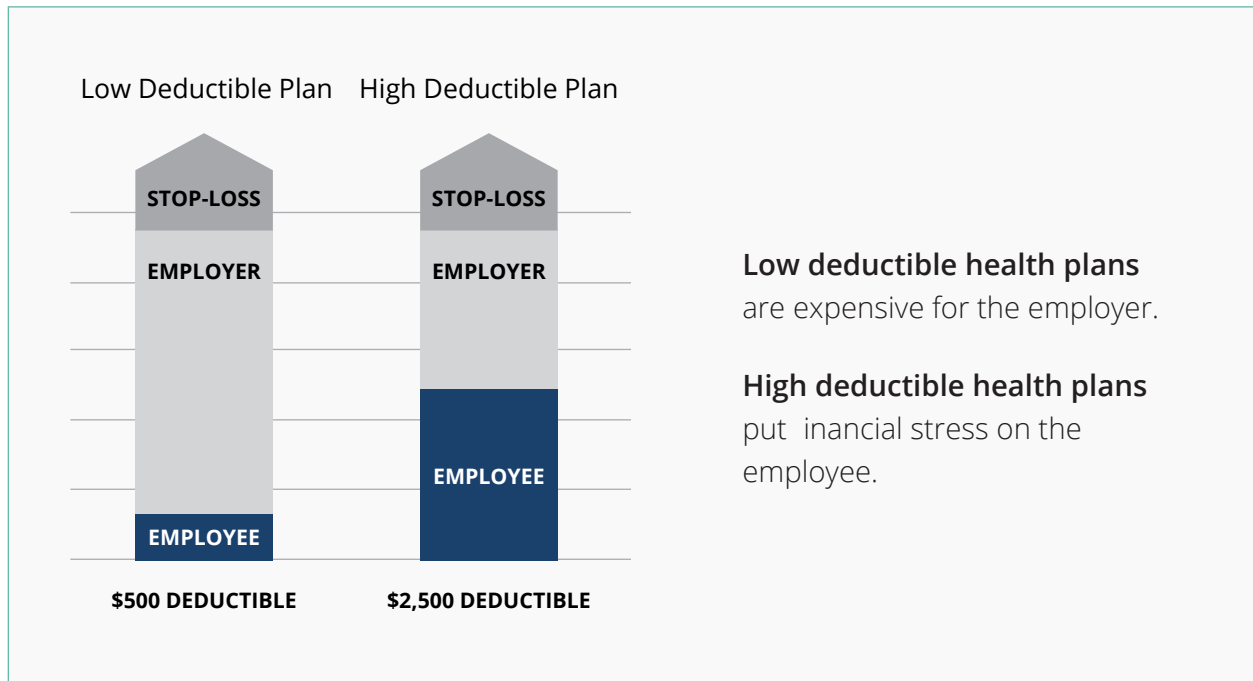 Low Deductible Plan
High Deductible Plan
STOP-LOSS
EMPLOYER
EMPLOYEE
$500 DEDUCTIBLE
STOP-LOSS
EMPLOYER
EMPLOYEE
$2,500 DEDUCTIBLE
Low deductible health plans
are expensive for the employer.
High deductible health plans
put  inancial stress on the
employee.